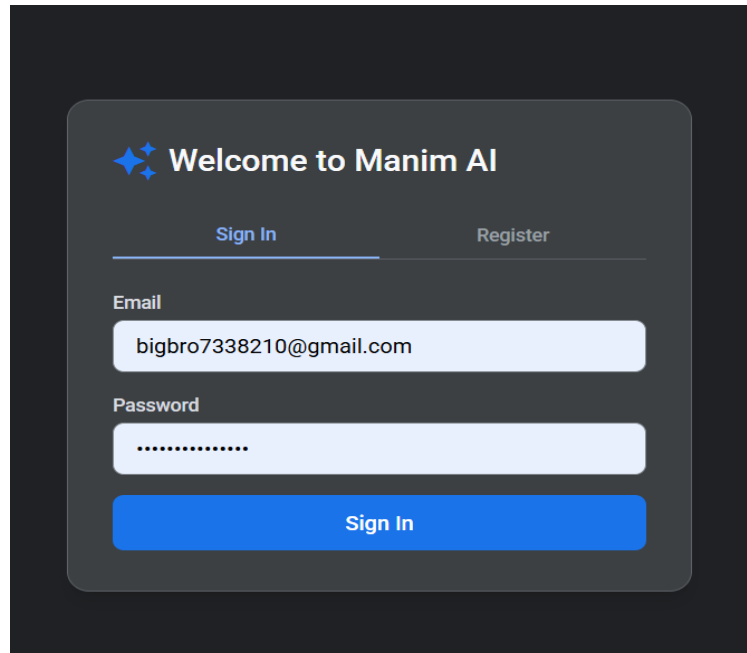 Welcome to Manim AI
Sign In
Register
Email
bigbro7338210@gmail.com
Password
•••••••••••••••
Sign In